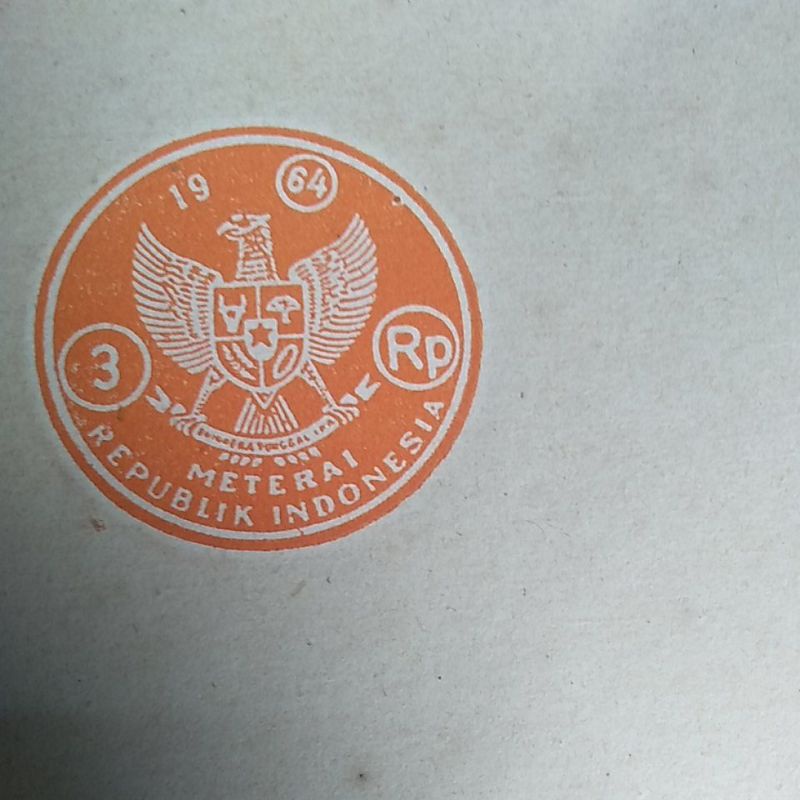 19 64
3 Rp
METERAI
REPUBLIK INDONESIA